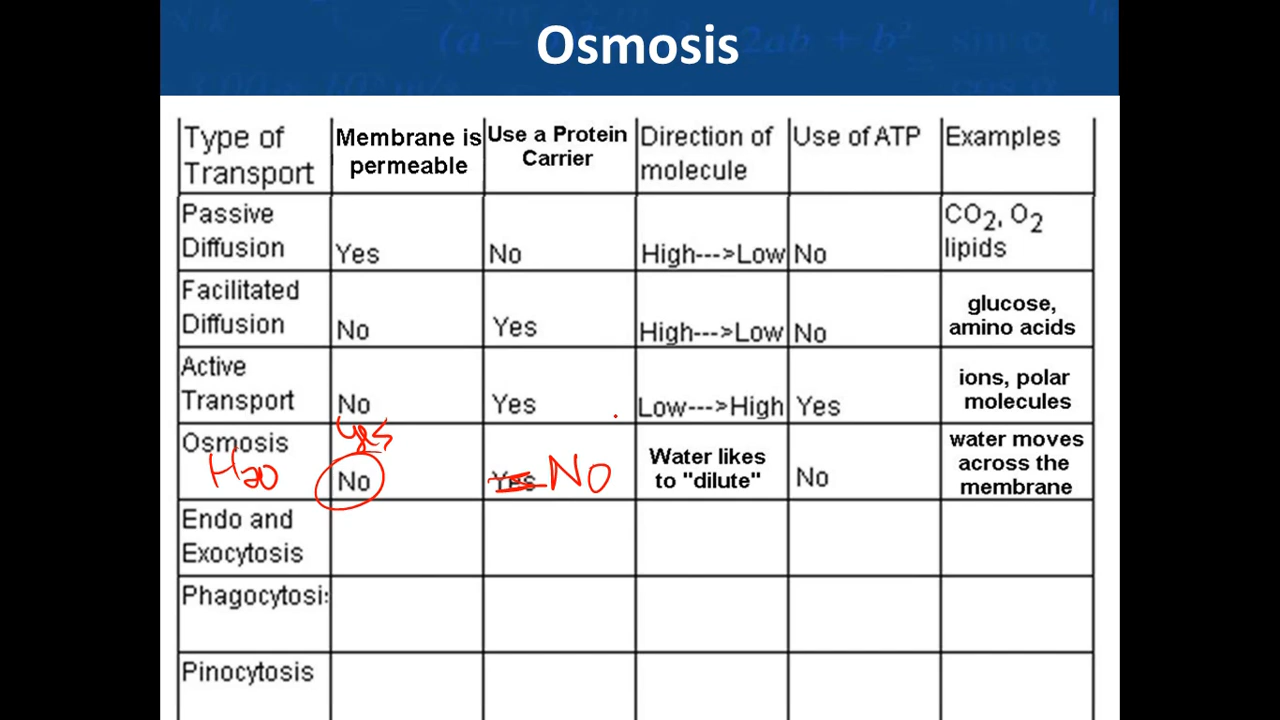 Osmosis
Type of Transport
Membrane is permeable
Use a Protein Carrier
Direction of molecule
Use of ATP
Examples
Passive Diffusion
Yes
No
High--->Low
No
CO2, O2 lipids
Facilitated Diffusion
No
Yes
High--->Low
No
glucose, amino acids
Active Transport
No
Yes
Low--->High
Yes
ions, polar molecules
Osmosis
H2O
yes
No
Yes
No
Water likes to "dilute"
No
water moves across the membrane
Endo and Exocytosis
Phagocytosis
Pinocytosis